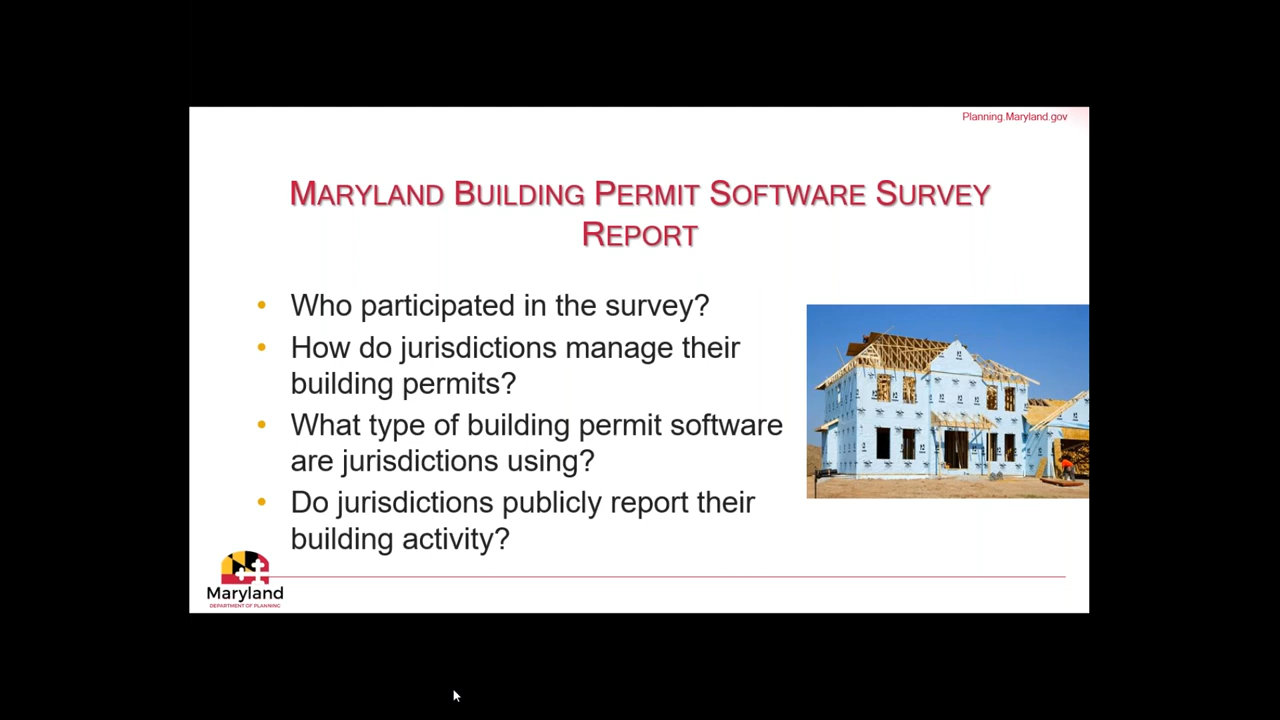 Planning.Maryland.gov
MARYLAND BUILDING PERMIT SOFTWARE SURVEY
REPORT
• Who participated in the survey?
• How do jurisdictions manage their
building permits?
• What type of building permit software
are jurisdictions using?
• Do jurisdictions publicly report their
building activity?
Maryland
DEPARTMENT OF PLANNING